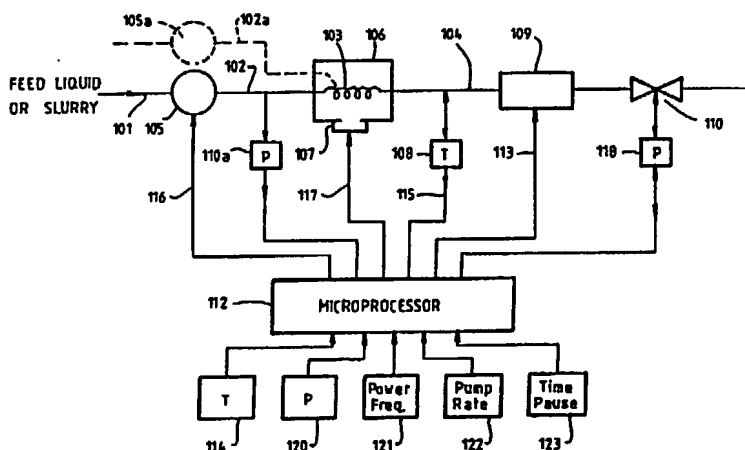 105a
102a
103
106
102
104
109
FEED LIQUID
OR SLURRY
101
105
107
110
110a
P
108
T
118
P
113
116
117
115
112
MICROPROCESSOR
T
P
Power
Freq.
Pump
Rate
Time
Pause
114
120
121
122
123